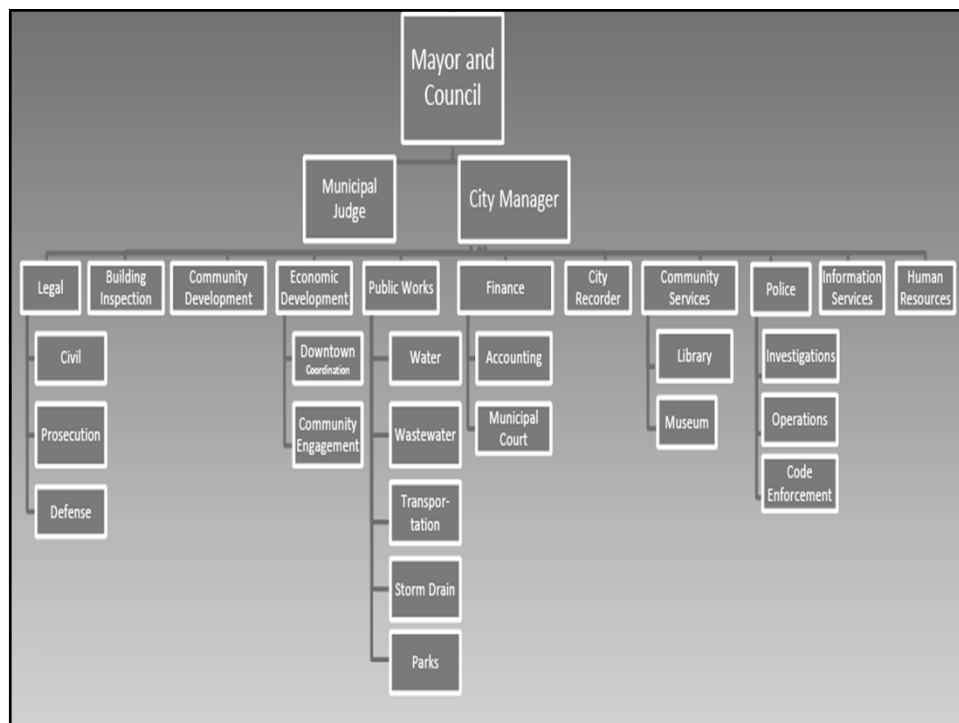 Mayor and
Council
Municipal
Judge
City Manager
Legal
Building
Inspection
Community
Development
Economic
Development
Public Works
Finance
City
Recorder
Community
Services
Police
Information
Services
Human
Resources
Civil
Prosecution
Defense
Downtown
Coordination
Community
Engagement
Water
Wastewater
Transpor-
tation
Storm Drain
Parks
Accounting
Municipal
Court
Library
Museum
Investigations
Operations
Code
Enforcement